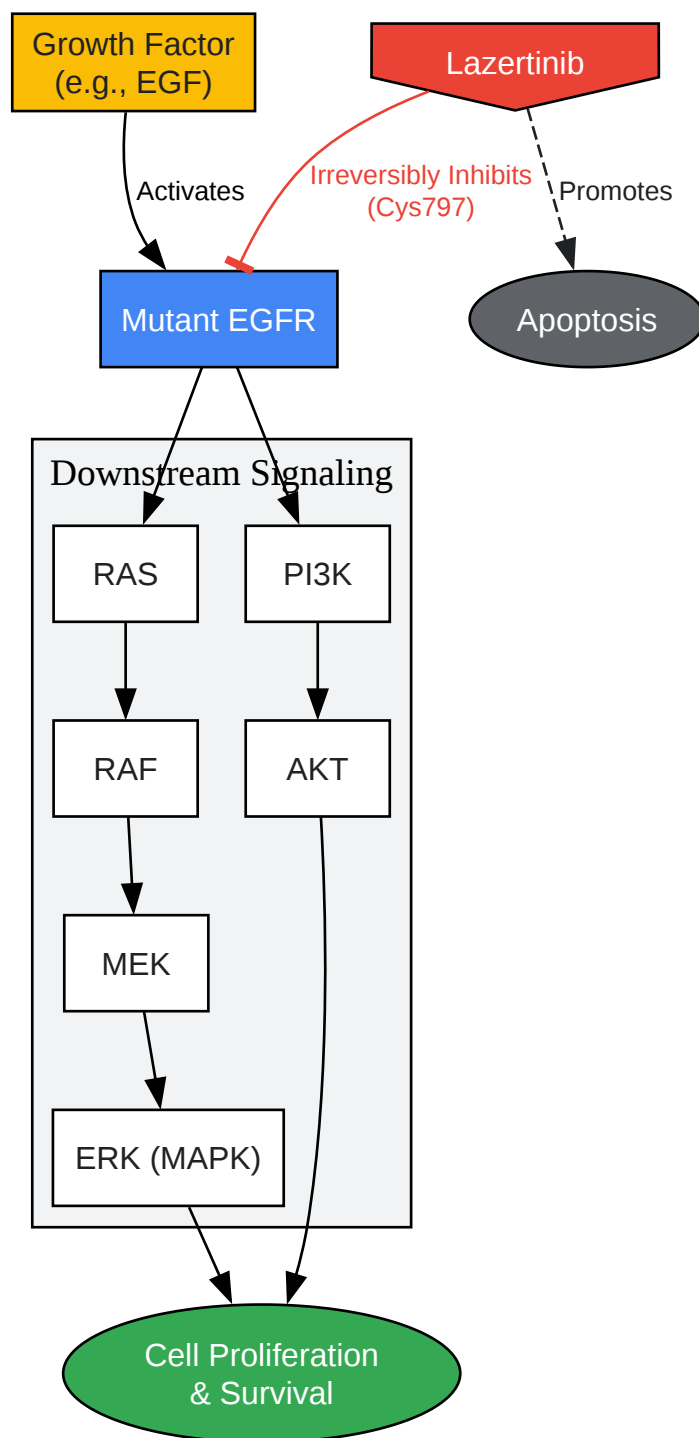 Growth Factor
(e.g., EGF)
Lazertinib
Activates
Irreversibly Inhibits
(Cys797)
Promotes
Mutant EGFR
Apoptosis
Downstream Signaling
RAS
PI3K
RAF
AKT
MEK
ERK (MAPK)
Cell Proliferation
& Survival